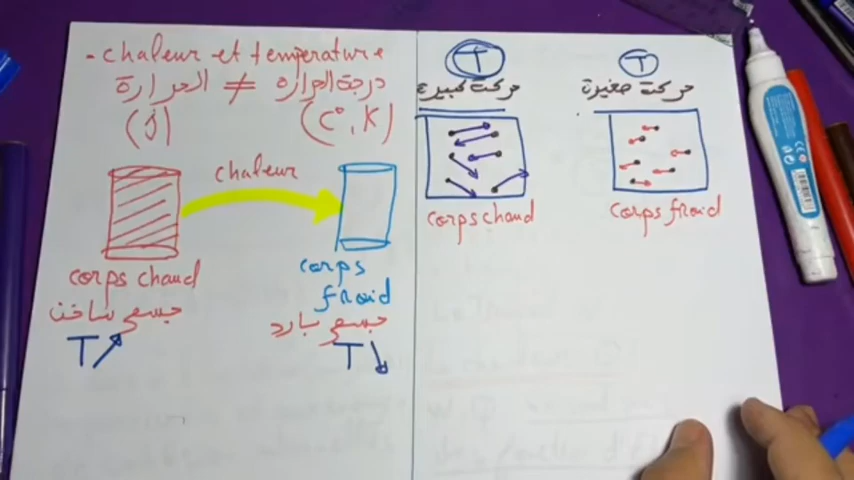 - chaleur et température
الحرارة ≠ درجة الحرارة
(J) (C°, K)
chaleur
corps chaud
جسم ساخن
T
corps
froid
جسم بارد
T
T
حركة كبيرة
corps chaud
T
حركة صغيرة
corps froid